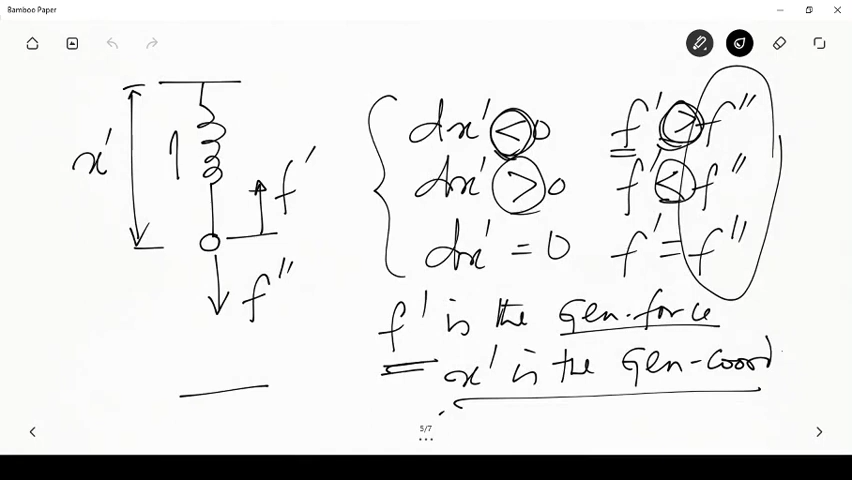 Bamboo Paper
x' f' f''
dx' < 0 f' > f''
dx' > 0 f' < f''
dx' = 0 f' = f''
f' is the Gen-force
x' is the Gen-coord
5/7